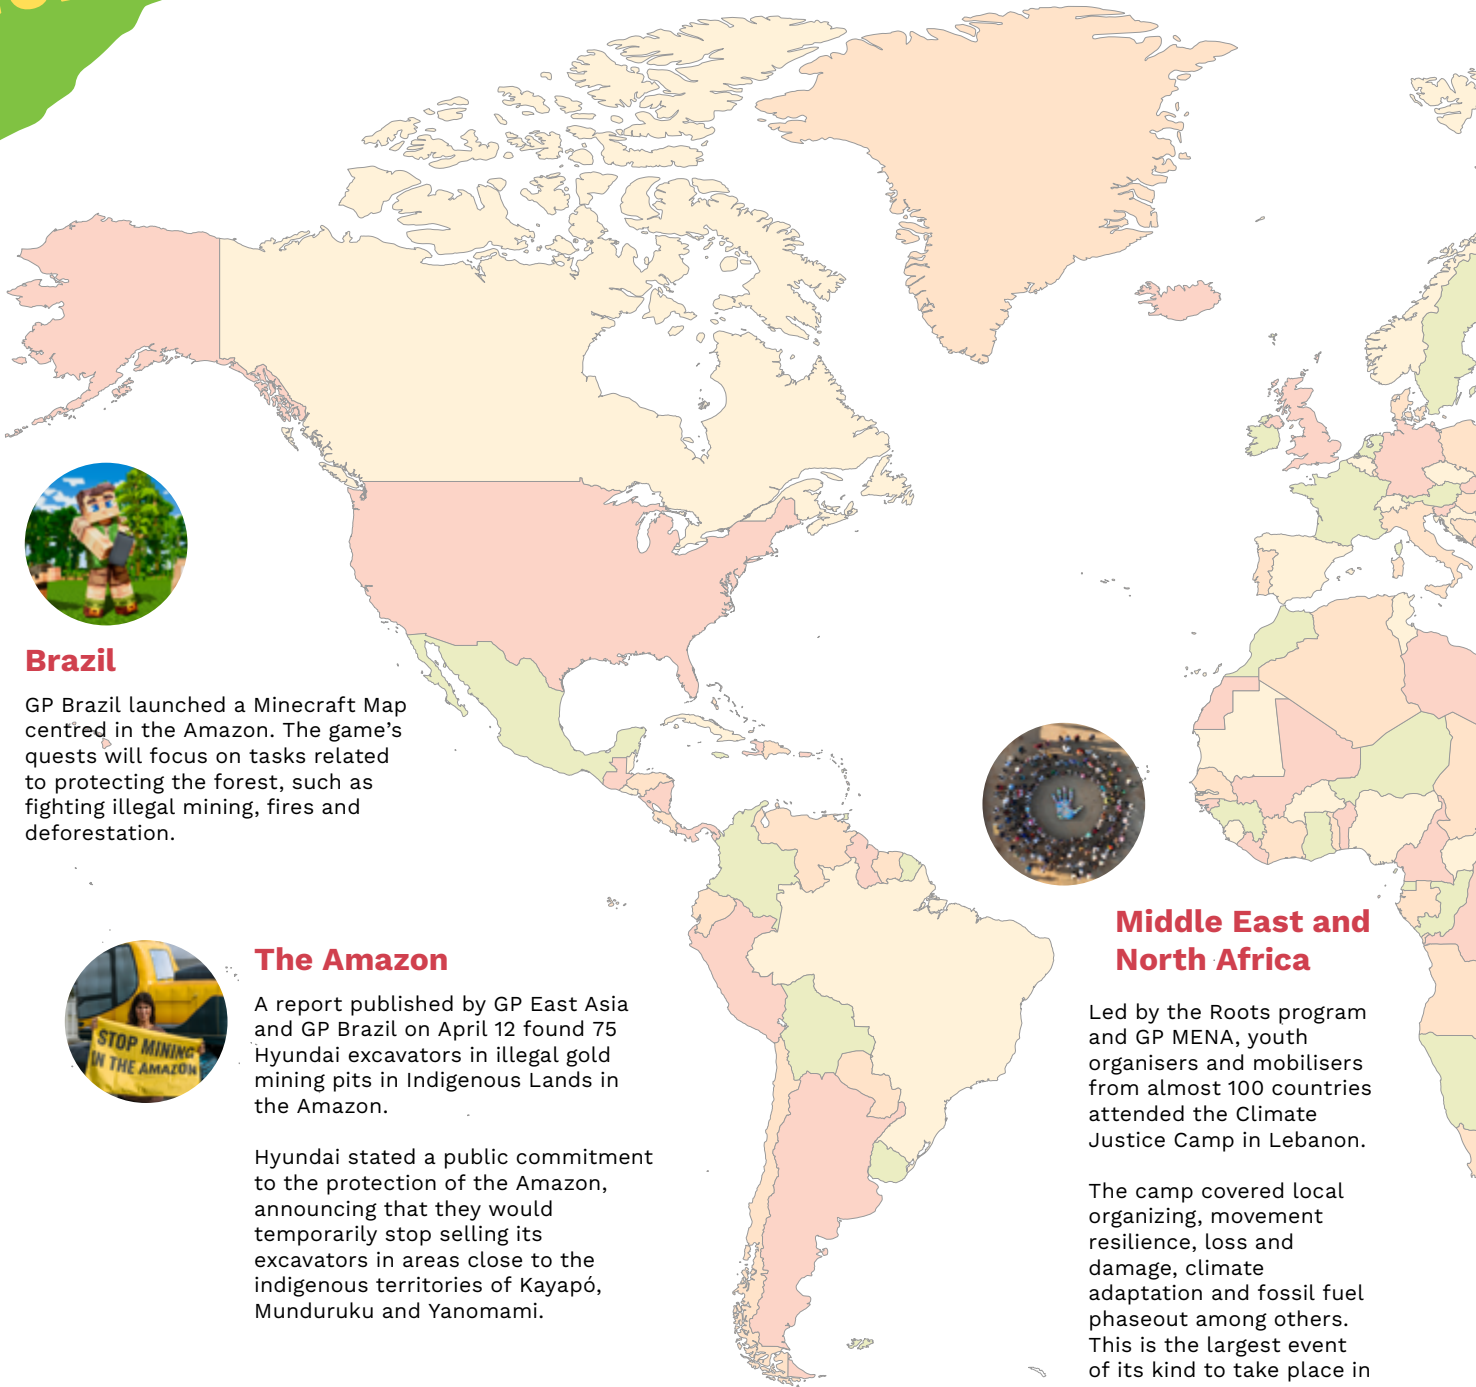 Brazil
GP Brazil launched a Minecraft Map
centred in the Amazon. The game's
quests will focus on tasks related
to protecting the forest, such as
fighting illegal mining, fires and
deforestation.
The Amazon
A report published by GP East Asia
and GP Brazil on April 12 found 75
Hyundai excavators in illegal gold
mining pits in Indigenous Lands in
the Amazon.
Hyundai stated a public commitment
to the protection of the Amazon,
announcing that they would
temporarily stop selling its
excavators in areas close to the
indigenous territories of Kayapó,
Munduruku and Yanomami.
STOP MINING
IN THE AMAZON
Middle East and
North Africa
Led by the Roots program
and GP MENA, youth
organisers and mobilisers
from almost 100 countries
attended the Climate
Justice Camp in Lebanon.
The camp covered local
organizing, movement
resilience, loss and
damage, climate
adaptation and fossil fuel
phaseout among others.
This is the largest event
of its kind to take place in